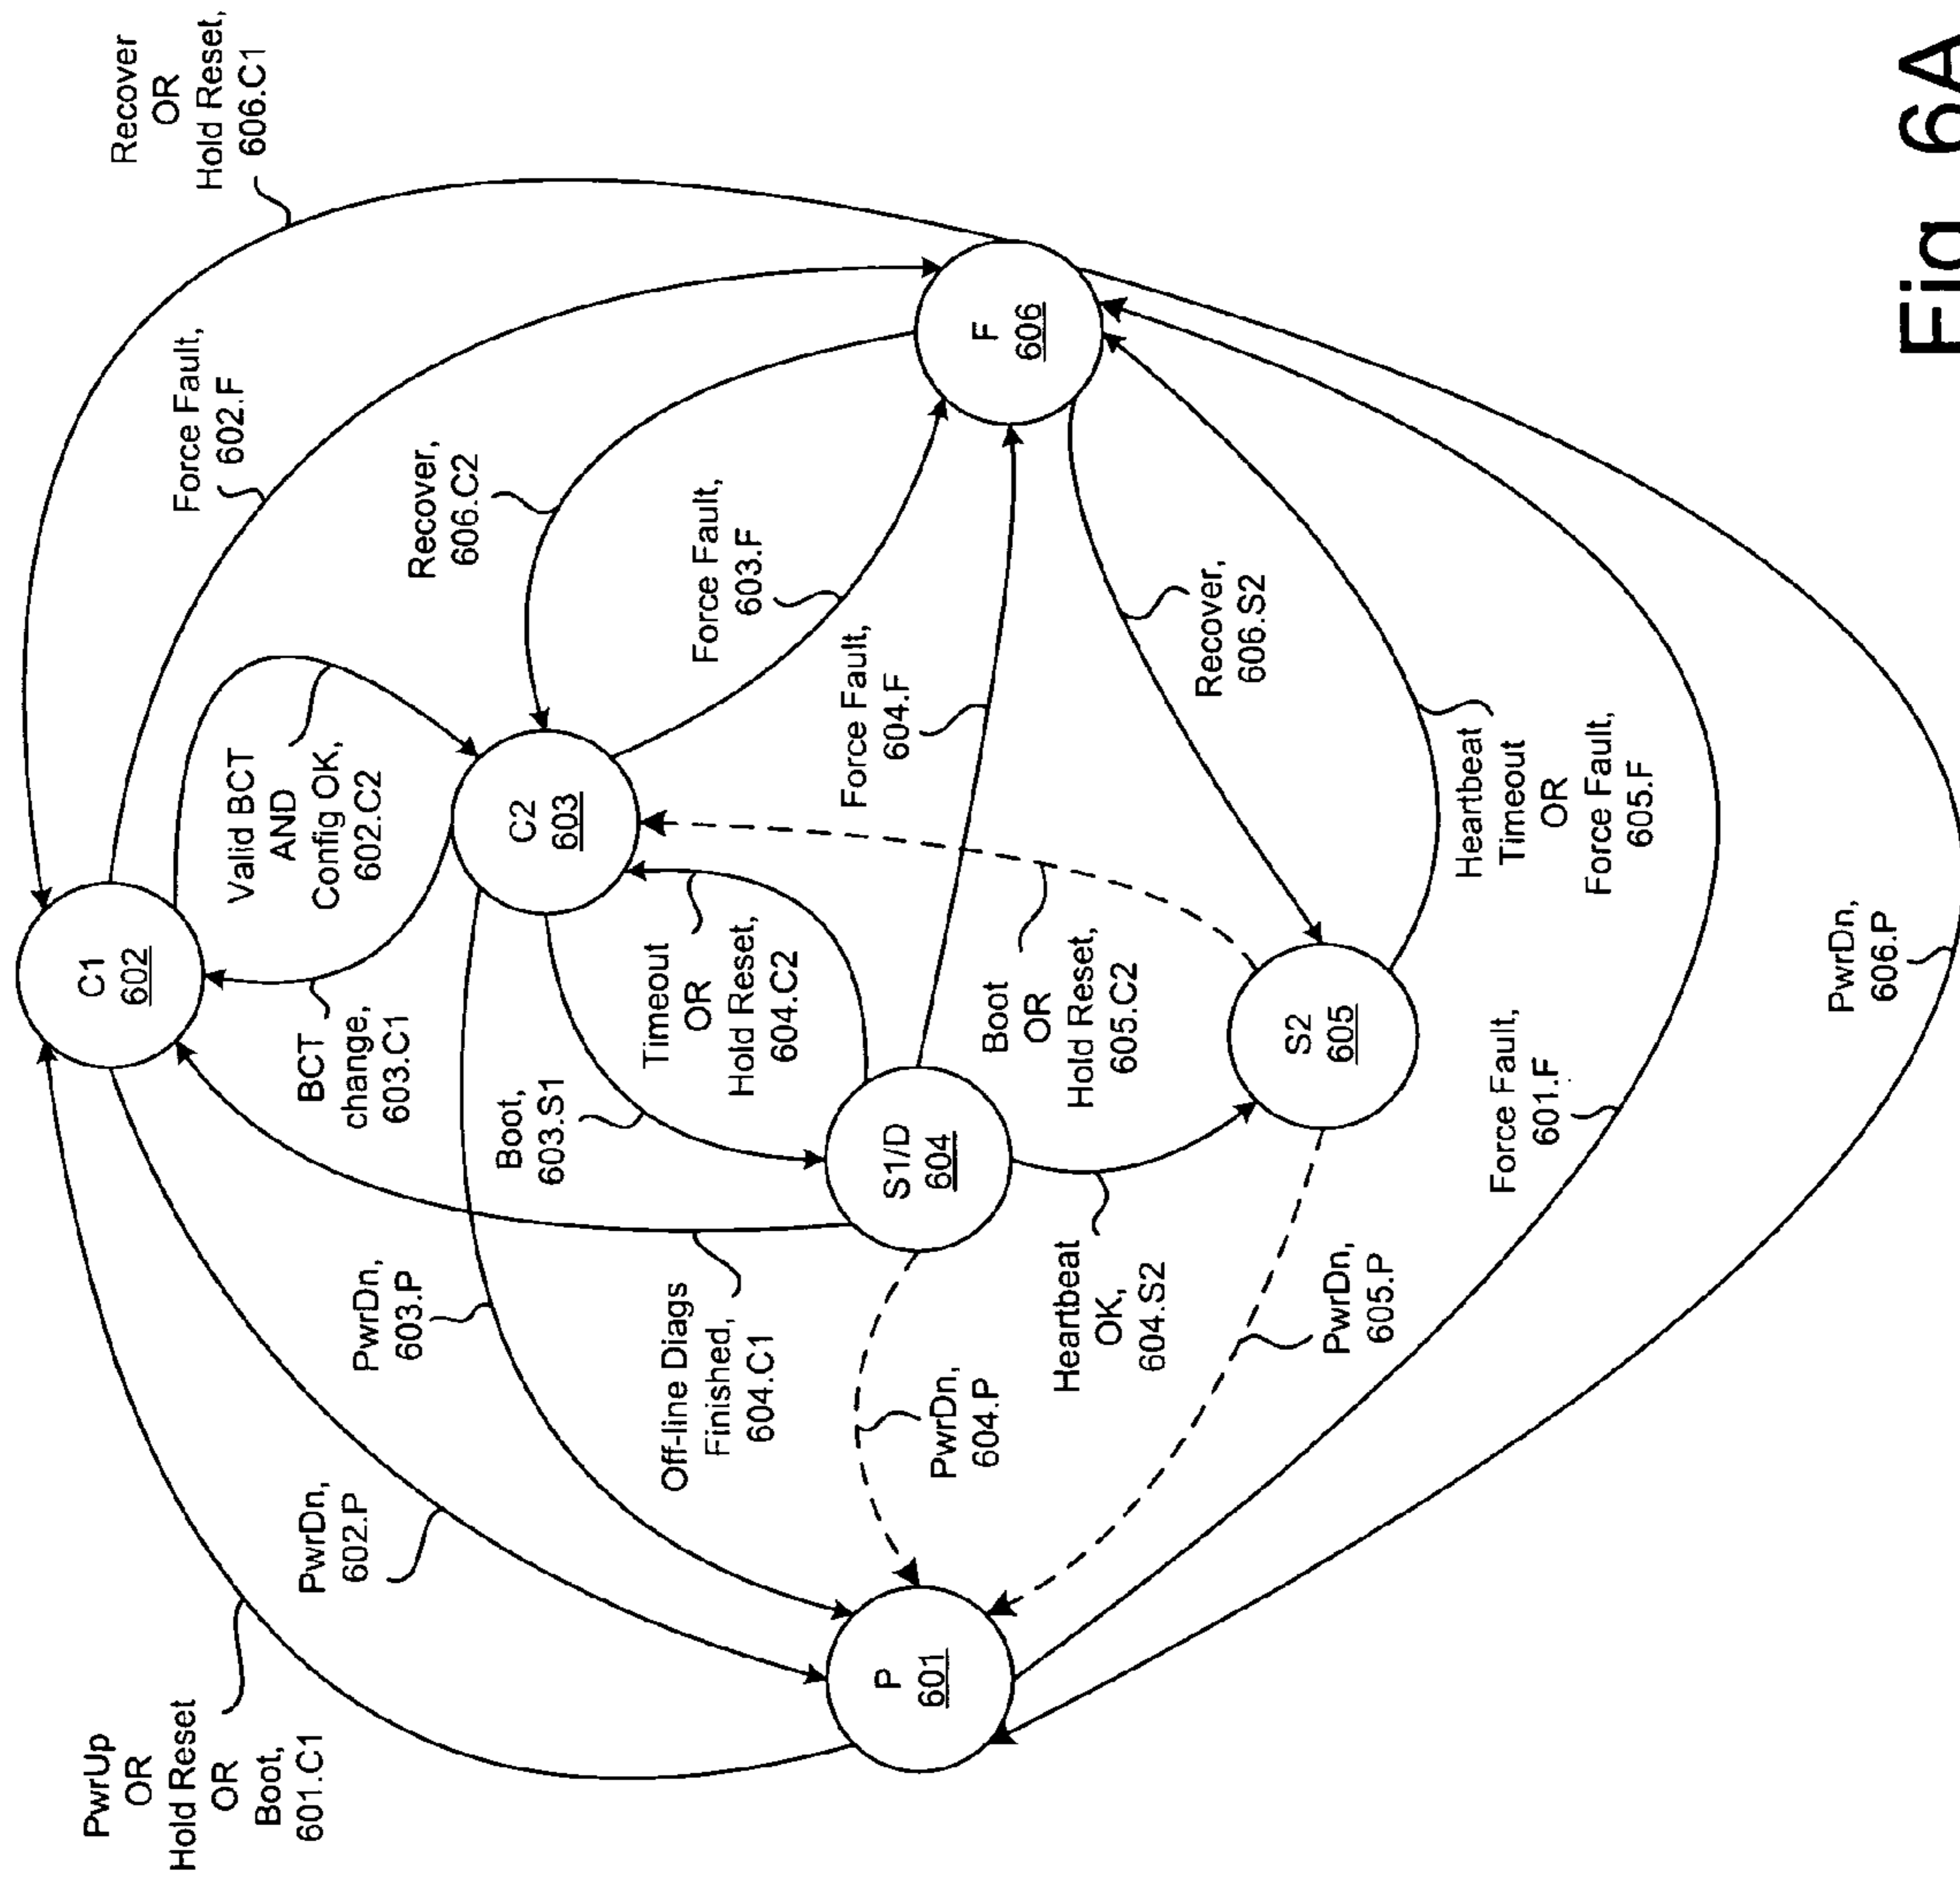 PwrUp
OR
Hold Reset
OR
Boot,
601.C1
PwrDn,
602.P
PwrDn,
603.P
Off-line Diags
Finished,
604.C1
PwrDn,
604.P
P
601
C1
602
BCT
change,
603.C1
Boot,
603.S1
Valid BCT
AND
Config OK,
602.C2
C2
603
Timeout
OR
Hold Reset,
604.C2
S1/D
604
Heartbeat
OK,
604.S2
PwrDn,
605.P
Boot
OR
Hold Reset,
605.C2
S2
605
Recover
OR
Hold Reset,
606.C1
Force Fault,
602.F
Recover,
606.C2
Force Fault,
603.F
Force Fault,
604.F
F
606
Recover,
606.S2
Heartbeat
Timeout
OR
Force Fault,
605.F
Force Fault,
601.F
PwrDn,
606.P
Fig. 6A